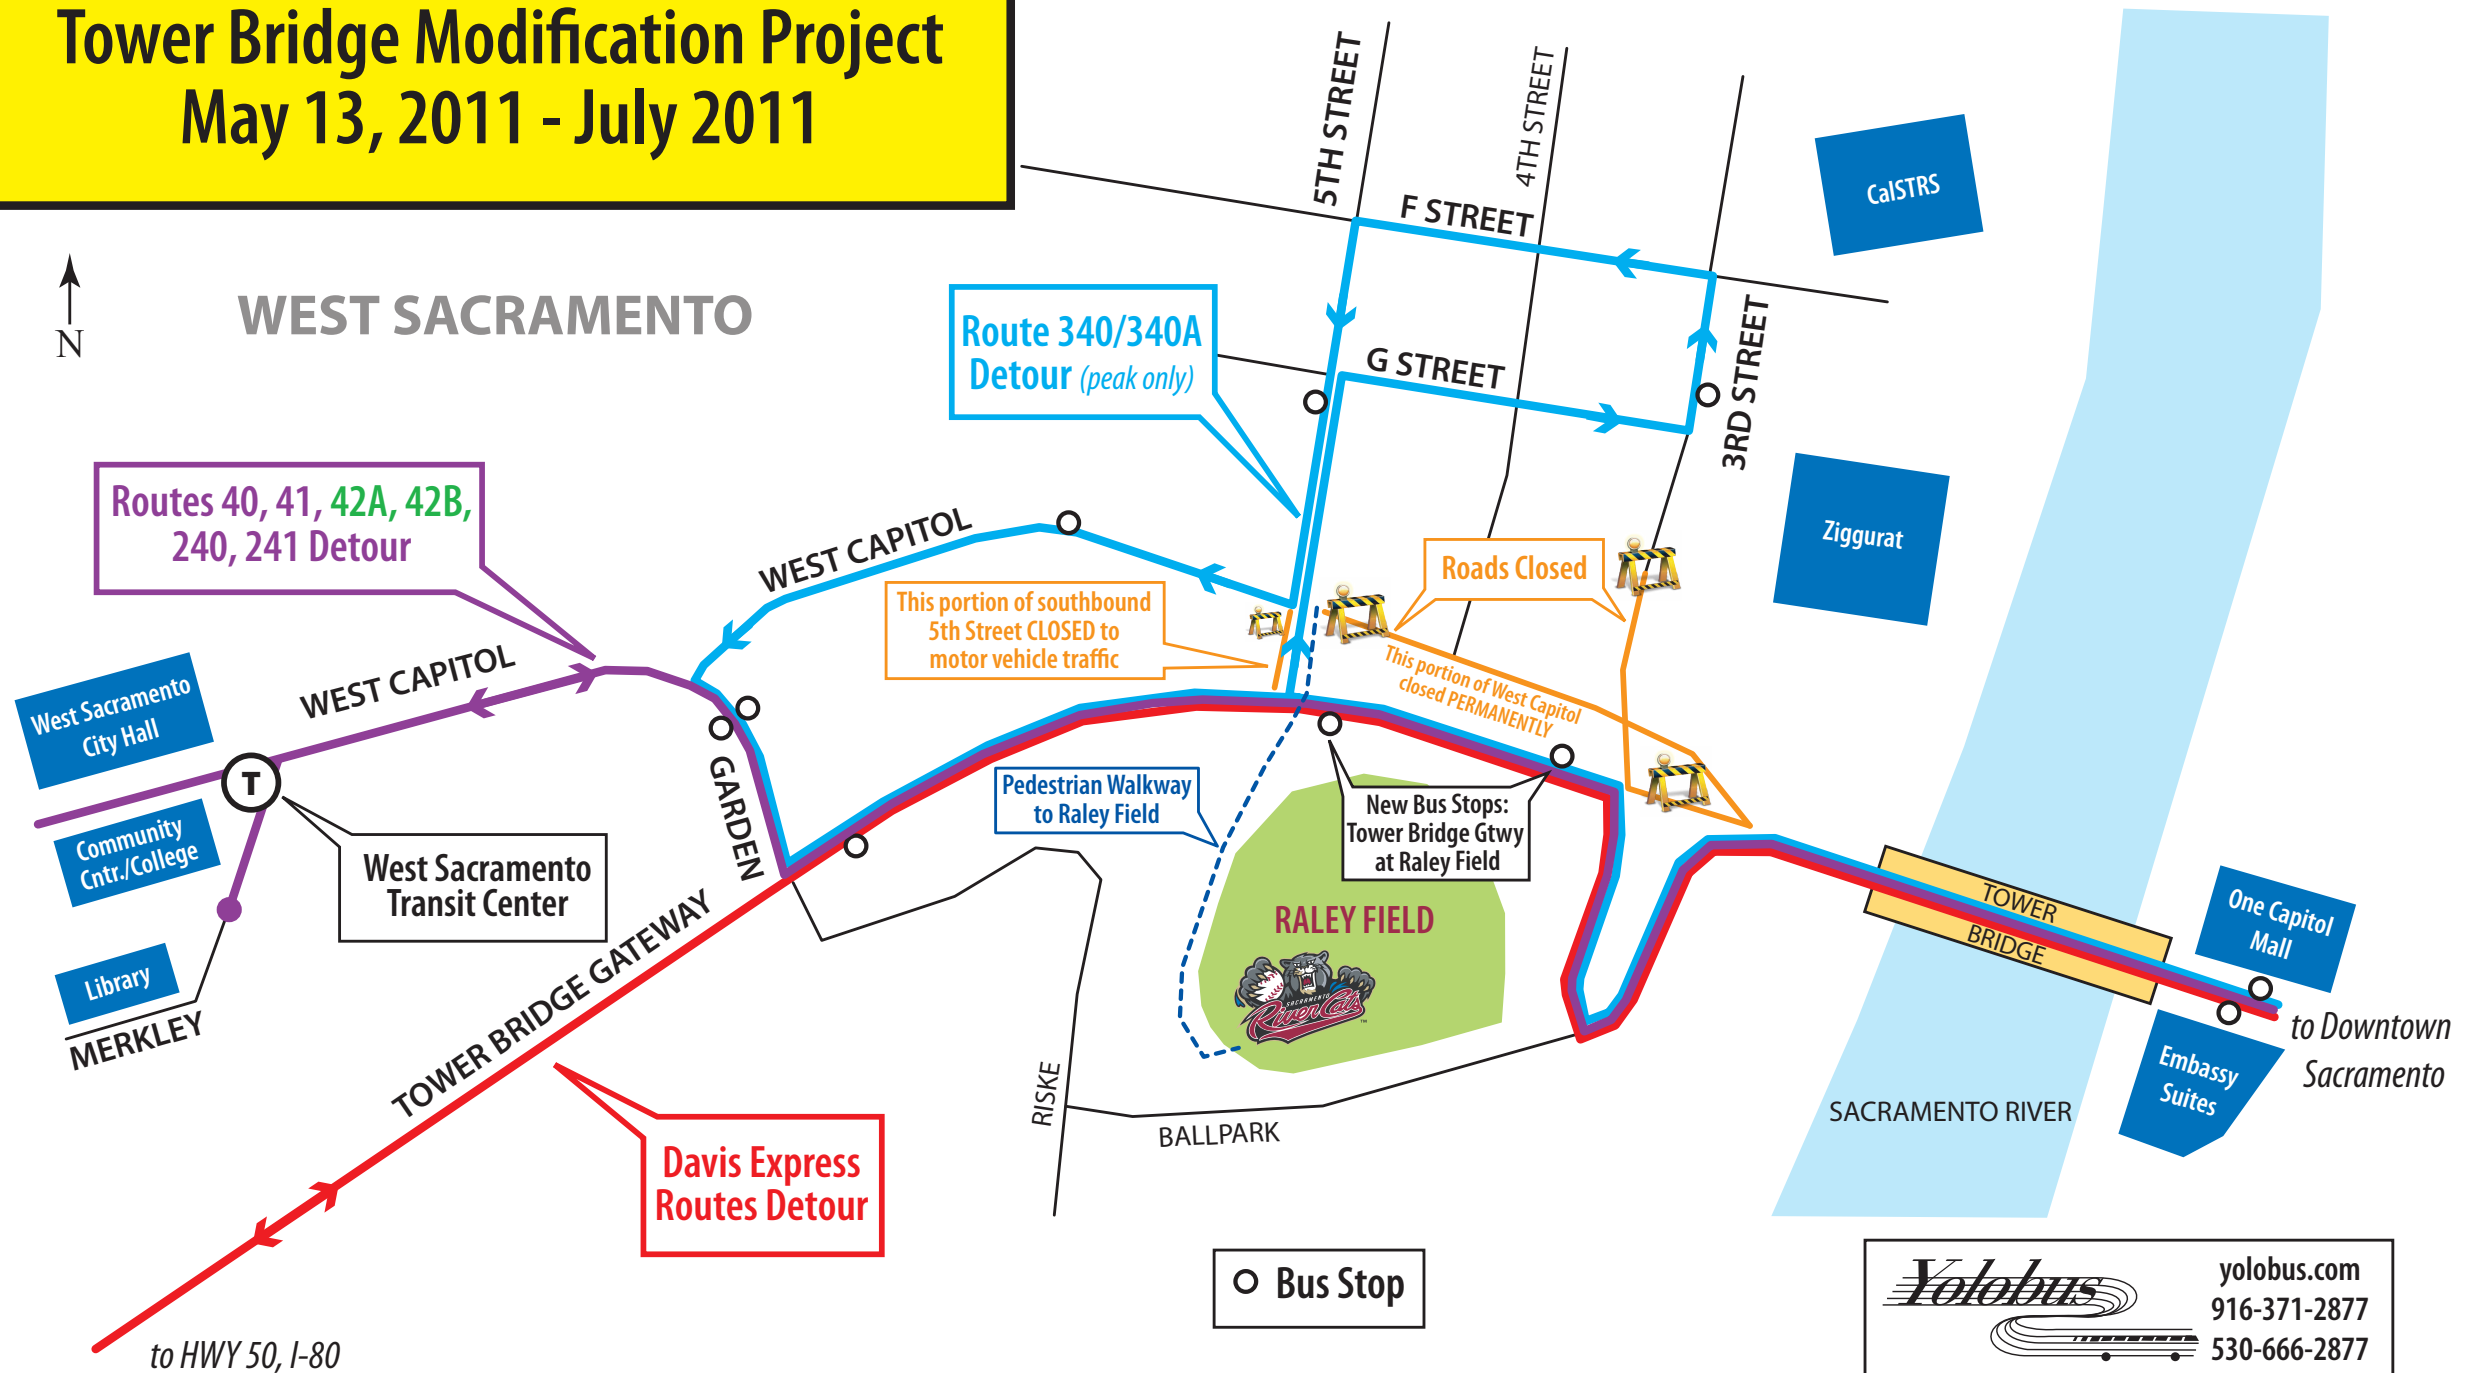 Tower Bridge Modification Project
May 13, 2011 - July 2011
N
WEST SACRAMENTO
5TH STREET
4TH STREET
F STREET
G STREET
3RD STREET
CalSTRS
Ziggurat
Route 340/340A
Detour (peak only)
Routes 40, 41, 42A, 42B,
240, 241 Detour
WEST CAPITOL
WEST CAPITOL
This portion of southbound
5th Street CLOSED to
motor vehicle traffic
Roads Closed
This portion of West Capitol
closed PERMANENTLY
West Sacramento
City Hall
T
Community
Cntr./College
West Sacramento
Transit Center
Library
MERKLEY
GARDEN
TOWER BRIDGE GATEWAY
Pedestrian Walkway
to Raley Field
New Bus Stops:
Tower Bridge Gtwy
at Raley Field
RALEY FIELD
SACRAMENTO
RiverCats
TM
RISKE
BALLPARK
TOWER
BRIDGE
SACRAMENTO RIVER
One Capitol
Mall
Embassy
Suites
to Downtown
Sacramento
Davis Express
Routes Detour
to HWY 50, I-80
Bus Stop
Yolobus
yolobus.com
916-371-2877
530-666-2877